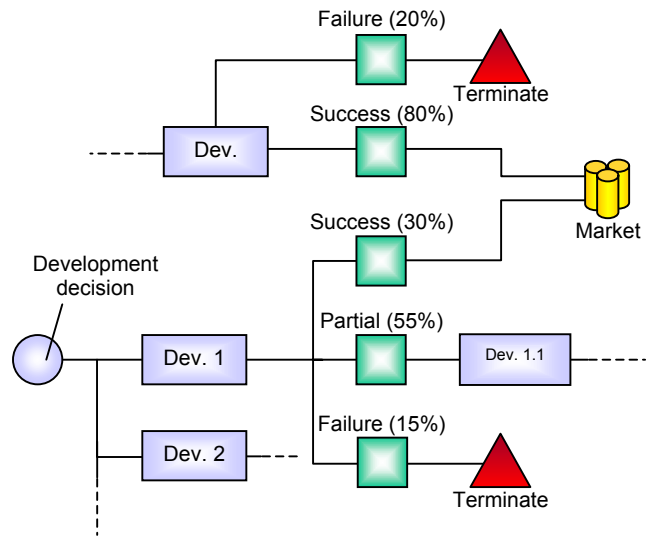 Failure (20%)
Terminate
Success (80%)
Dev.
Success (30%)
Market
Development
decision
Partial (55%)
Dev. 1
Dev. 1.1
Failure (15%)
Dev. 2
Terminate